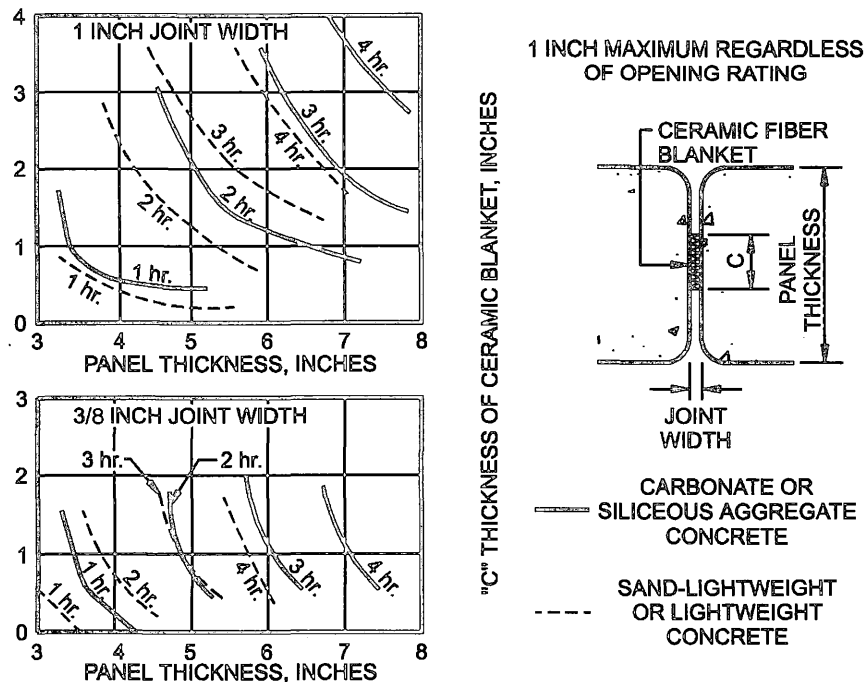 1 INCH JOINT WIDTH
4
3
2
1
0
1 hr.
1 hr.
2 hr.
2 hr.
3 hr.
3 hr.
4 hr.
4 hr.
3 4 5 6 7 8
PANEL THICKNESS, INCHES
3/8 INCH JOINT WIDTH
3
2
1
0
3 hr.
2 hr.
1 hr.
1 hr.
2 hr.
4 hr.
3 hr.
4 hr.
3 4 5 6 7 8
PANEL THICKNESS, INCHES
"C" THICKNESS OF CERAMIC BLANKET, INCHES
1 INCH MAXIMUM REGARDLESS
OF OPENING RATING
CERAMIC FIBER
BLANKET
C
PANEL
THICKNESS
JOINT
WIDTH
CARBONATE OR
SILICEOUS AGGREGATE
CONCRETE
SAND-LIGHTWEIGHT
OR LIGHTWEIGHT
CONCRETE